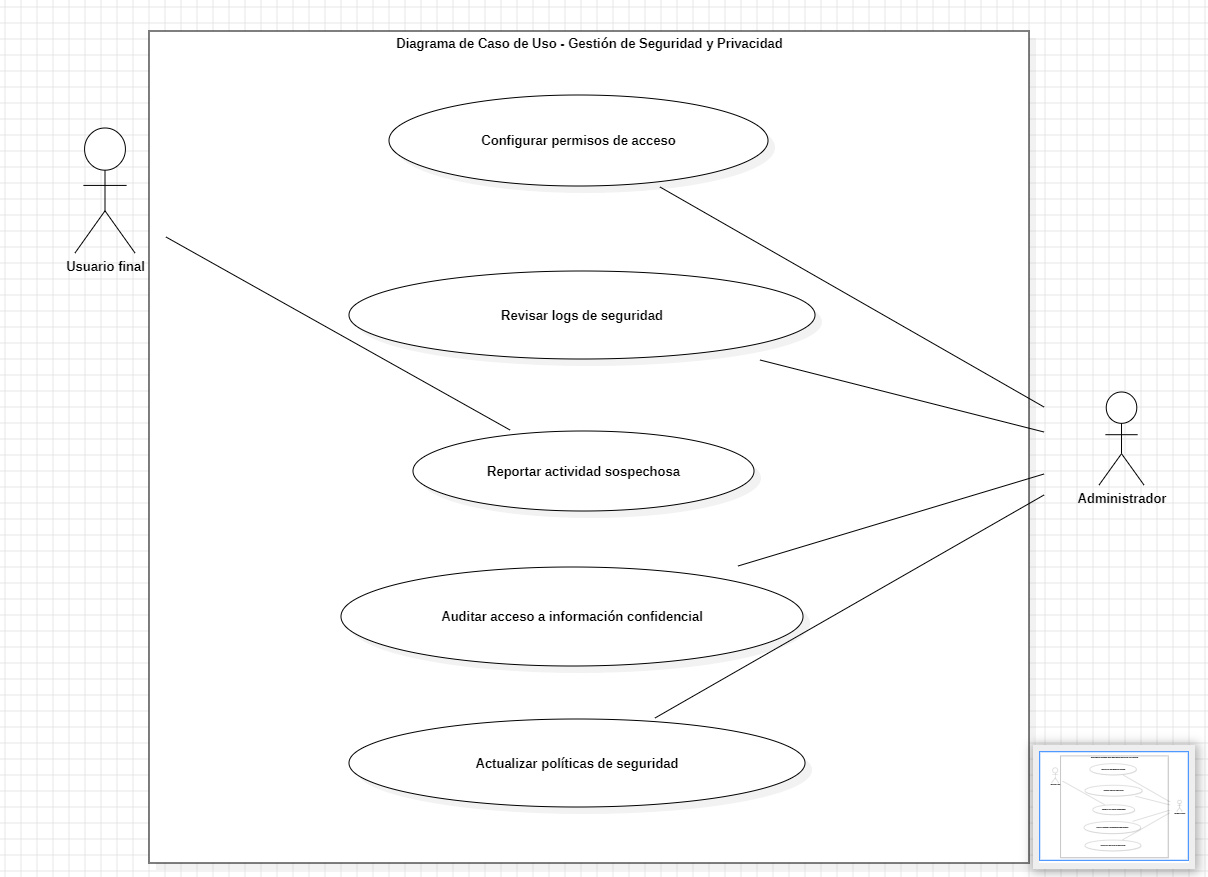 Diagrama de Caso de Uso - Gestión de Seguridad y Privacidad
Configurar permisos de acceso
Usuario final
Revisar logs de seguridad
Reportar actividad sospechosa
Administrador
Auditar acceso a información confidencial
Actualizar políticas de seguridad